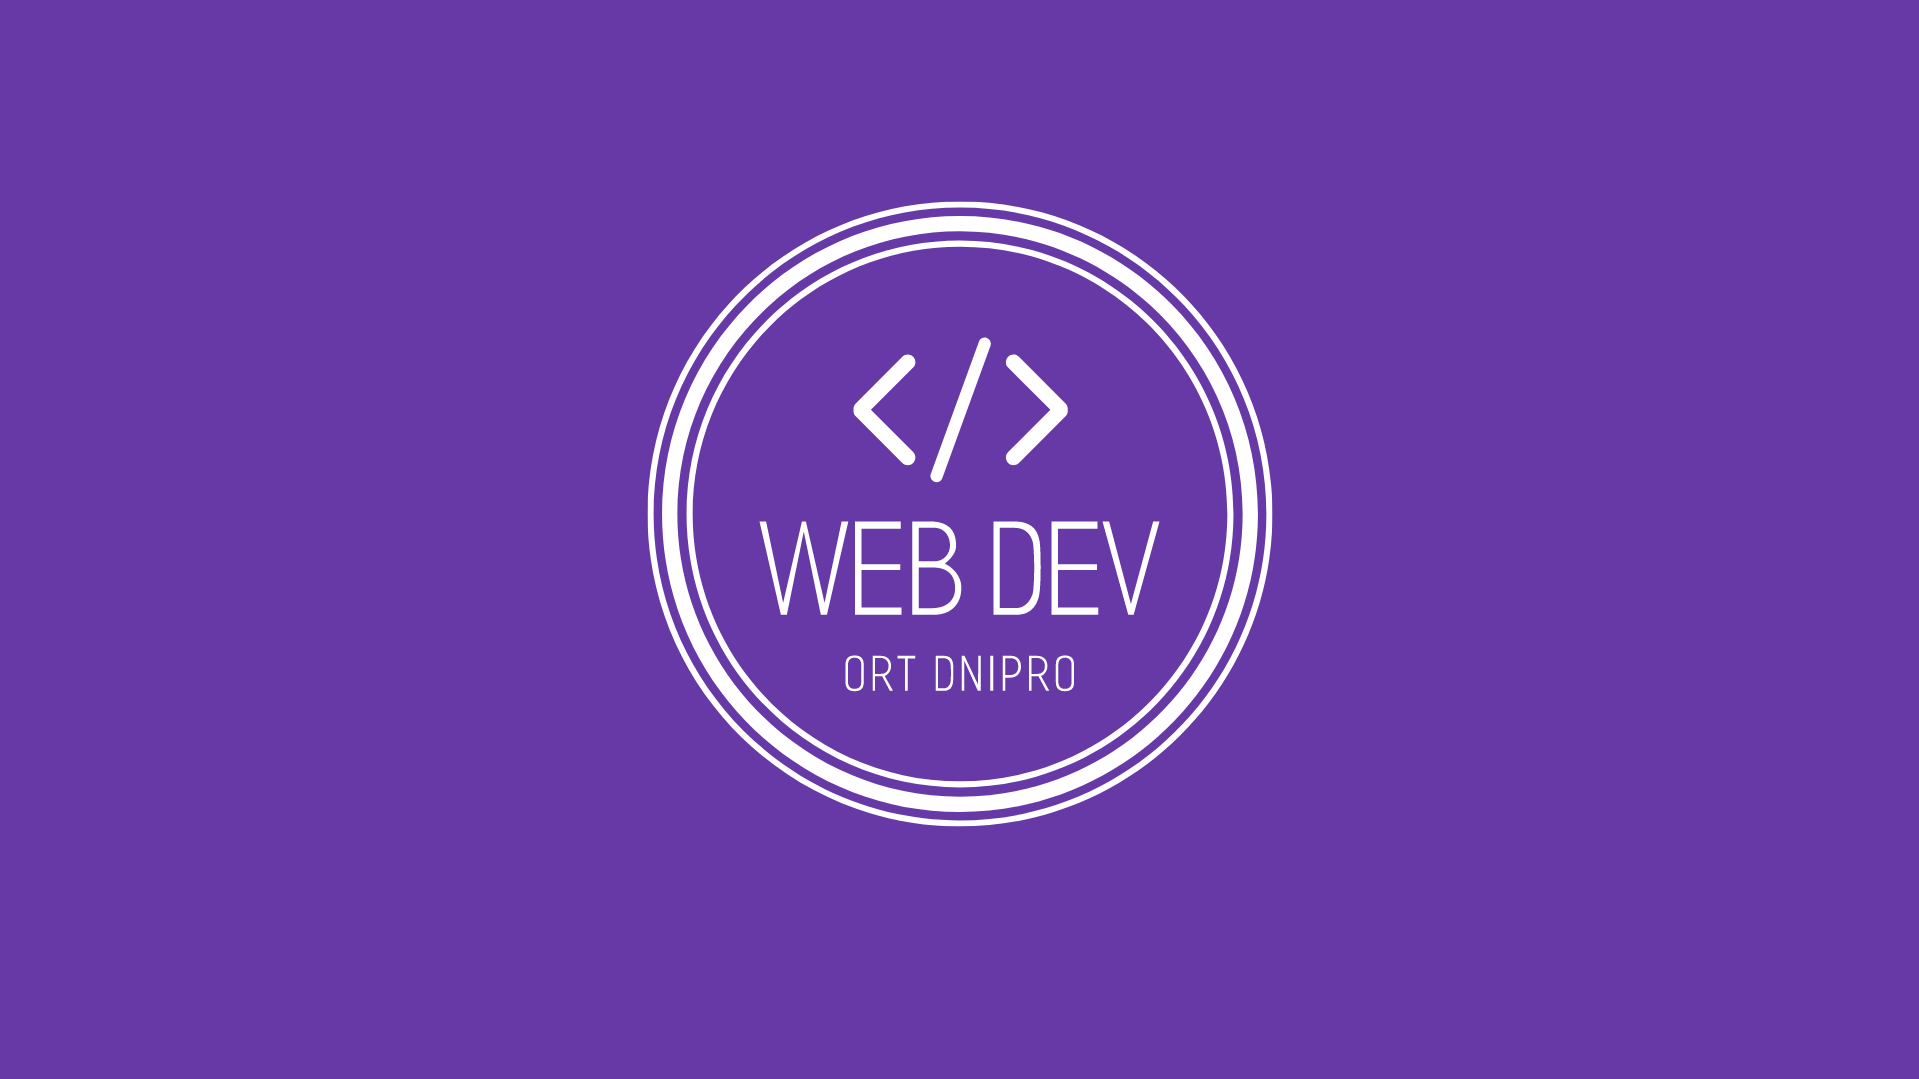 </>
WEB DEV
ORT DNIPRO